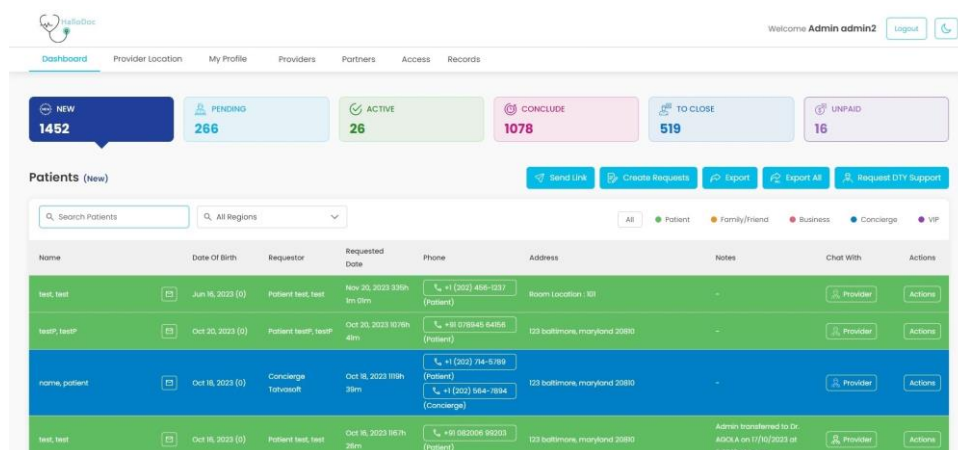 HalloDoc
Welcome Admin admin2 Logout
Dashboard Provider Location My Profile Providers Partners Access Records
NEW PENDING ACTIVE CONCLUDE TO CLOSE UNPAID
1452 266 26 1078 519 16
Patients (New) Send Link Create Requests Export Export All Request DTY Support
Search Patients All Regions All Patient Family/Friend Business Concierge VIP
Name Date Of Birth Requestor Requested Date Phone Address Notes Chat With Actions
test, test Jun 16, 2023 (0) Patient test, test Nov 20, 2023 335h 1m 01m +1 (202) 456-1237 (Patient) Room Location : 101 - Provider Actions
testP, testP Oct 20, 2023 (0) Patient testP, testP Oct 20, 2023 1076h 41m +91 078945 64156 (Patient) 123 baltimore, maryland 20810 - Provider Actions
name, patient Oct 18, 2023 (0) Concierge Tatvasoft Oct 18, 2023 1119h 39m +1 (202) 714-5789 (Patient) +1 (202) 564-7894 (Concierge) 123 baltimore, maryland 20810 - Provider Actions
test, test Oct 16, 2023 (0) Patient test, test Oct 16, 2023 1167h 26m +91 082006 99203 (Patient) 123 baltimore, maryland 20810 Admin transferred to Dr. AGOLA on 17/10/2023 at Provider Actions